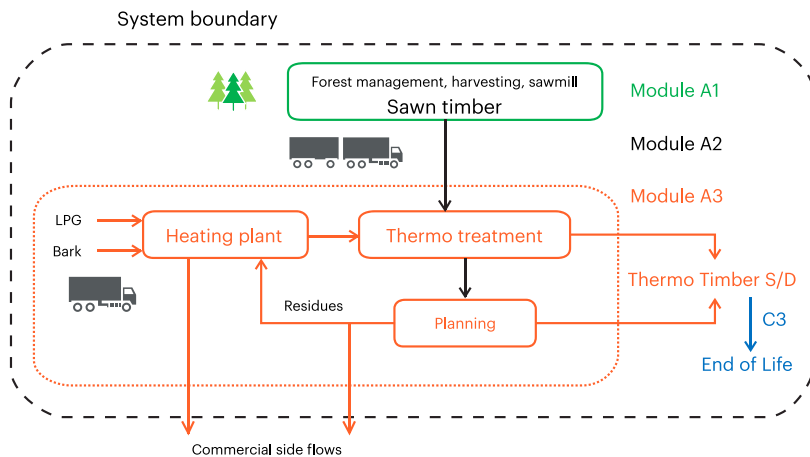 System boundary
Forest management, harvesting, sawmill
Sawn timber
Module A1
Module A2
Module A3
LPG
Bark
Heating plant
Thermo treatment
Thermo Timber S/D
Residues
Planning
C3
End of Life
Commercial side flows